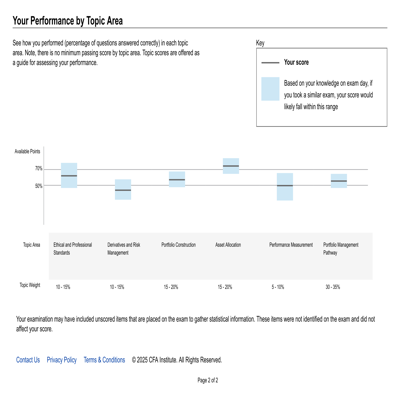 Your Performance by Topic Area
See how you performed (percentage of questions answered correctly) in each topic
area. Note, there is no minimum passing score by topic area. Topic scores are offered as
a guide for assessing your performance.
Key
Your score
Based on your knowledge on exam day, if
you took a similar exam, your score would
likely fall within this range
Available Points
70%
50%
Topic Area
Ethical and Professional
Standards
Derivatives and Risk
Management
Portfolio Construction
Asset Allocation
Performance Measurement
Portfolio Management
Pathway
Topic Weight
10 - 15%
10 - 15%
15 - 20%
15 - 20%
5 - 10%
30 - 35%
Your examination may have included unscored items that are placed on the exam to gather statistical information. These items were not identified on the exam and did not
affect your score.
Contact Us Privacy Policy Terms & Conditions © 2025 CFA Institute. All Rights Reserved.
Page 2 of 2